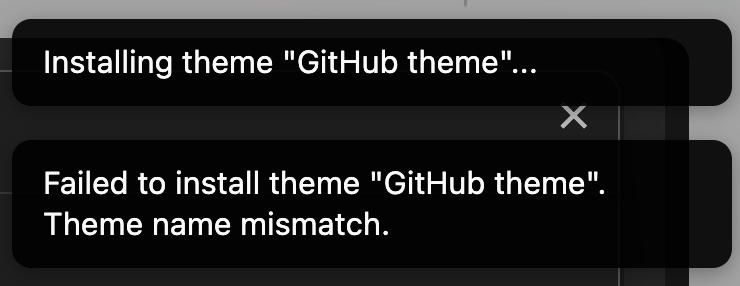 Installing theme "GitHub theme"...
Failed to install theme "GitHub theme".
Theme name mismatch.